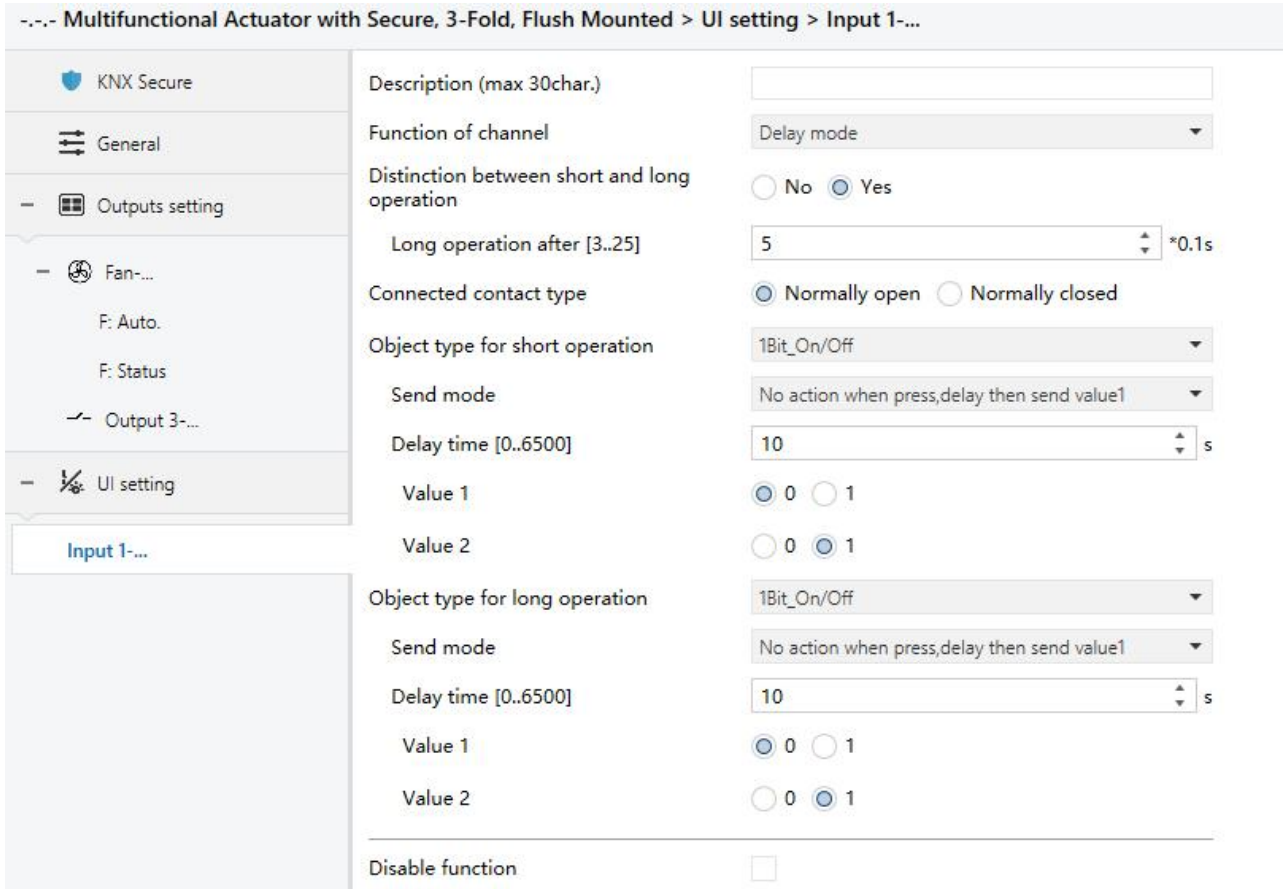 -.-.- Multifunctional Actuator with Secure, 3-Fold, Flush Mounted > UI setting > Input 1-...
KNX Secure
General
Outputs setting
Fan-...
F: Auto.
F: Status
Output 3-...
UI setting
Input 1-...
Description (max 30char.)
Function of channel Delay mode
Distinction between short and long
operation No Yes
Long operation after [3..25] 5 *0.1s
Connected contact type Normally open Normally closed
Object type for short operation 1Bit_On/Off
Send mode No action when press,delay then send value1
Delay time [0..6500] 10 s
Value 1 0 1
Value 2 0 1
Object type for long operation 1Bit_On/Off
Send mode No action when press,delay then send value1
Delay time [0..6500] 10 s
Value 1 0 1
Value 2 0 1
Disable function